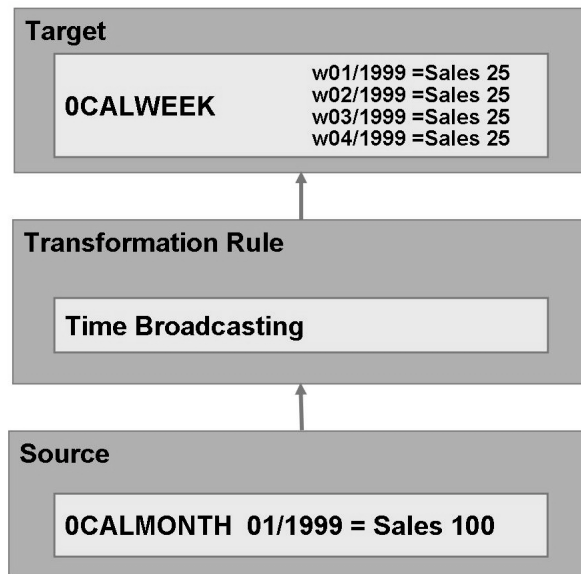 Target
0CALWEEK
w01/1999 =Sales 25
w02/1999 =Sales 25
w03/1999 =Sales 25
w04/1999 =Sales 25
Transformation Rule
Time Broadcasting
Source
0CALMONTH 01/1999 = Sales 100